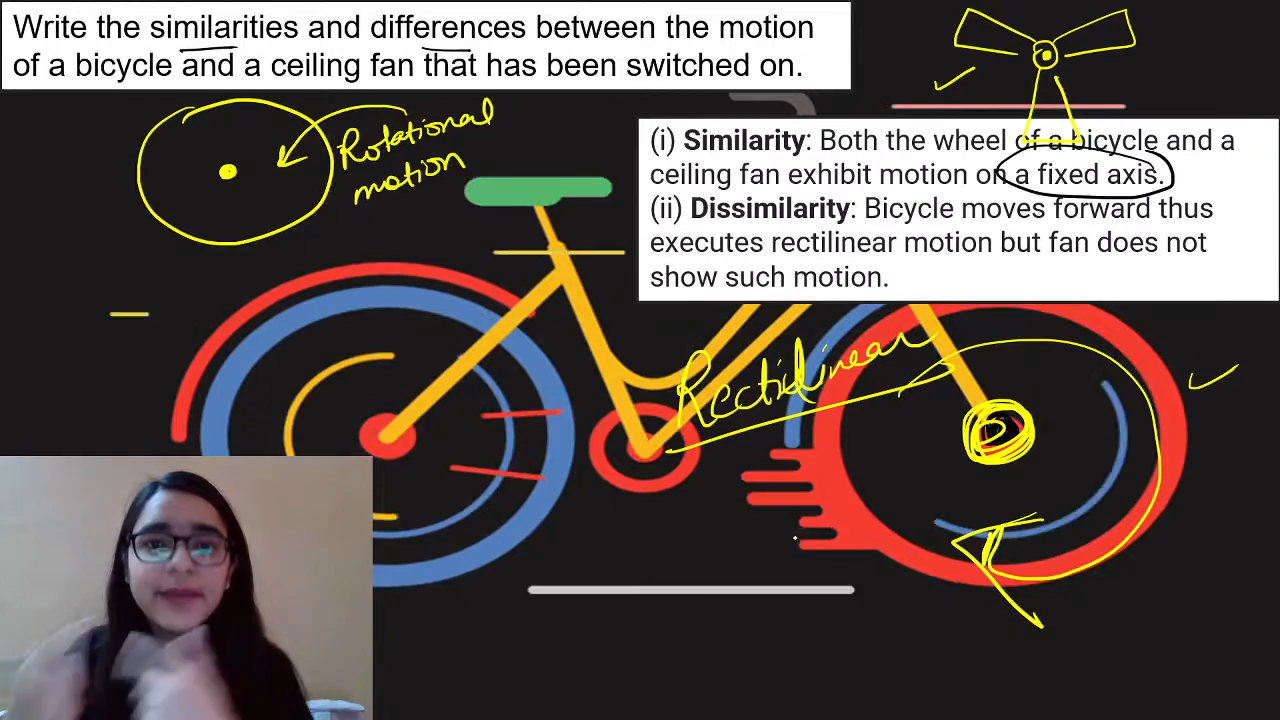 Write the similarities and differences between the motion
of a bicycle and a ceiling fan that has been switched on.
Rotational
motion
(i) Similarity: Both the wheel of a bicycle and a
ceiling fan exhibit motion on a fixed axis.
(ii) Dissimilarity: Bicycle moves forward thus
executes rectilinear motion but fan does not
show such motion.
Rectilinear